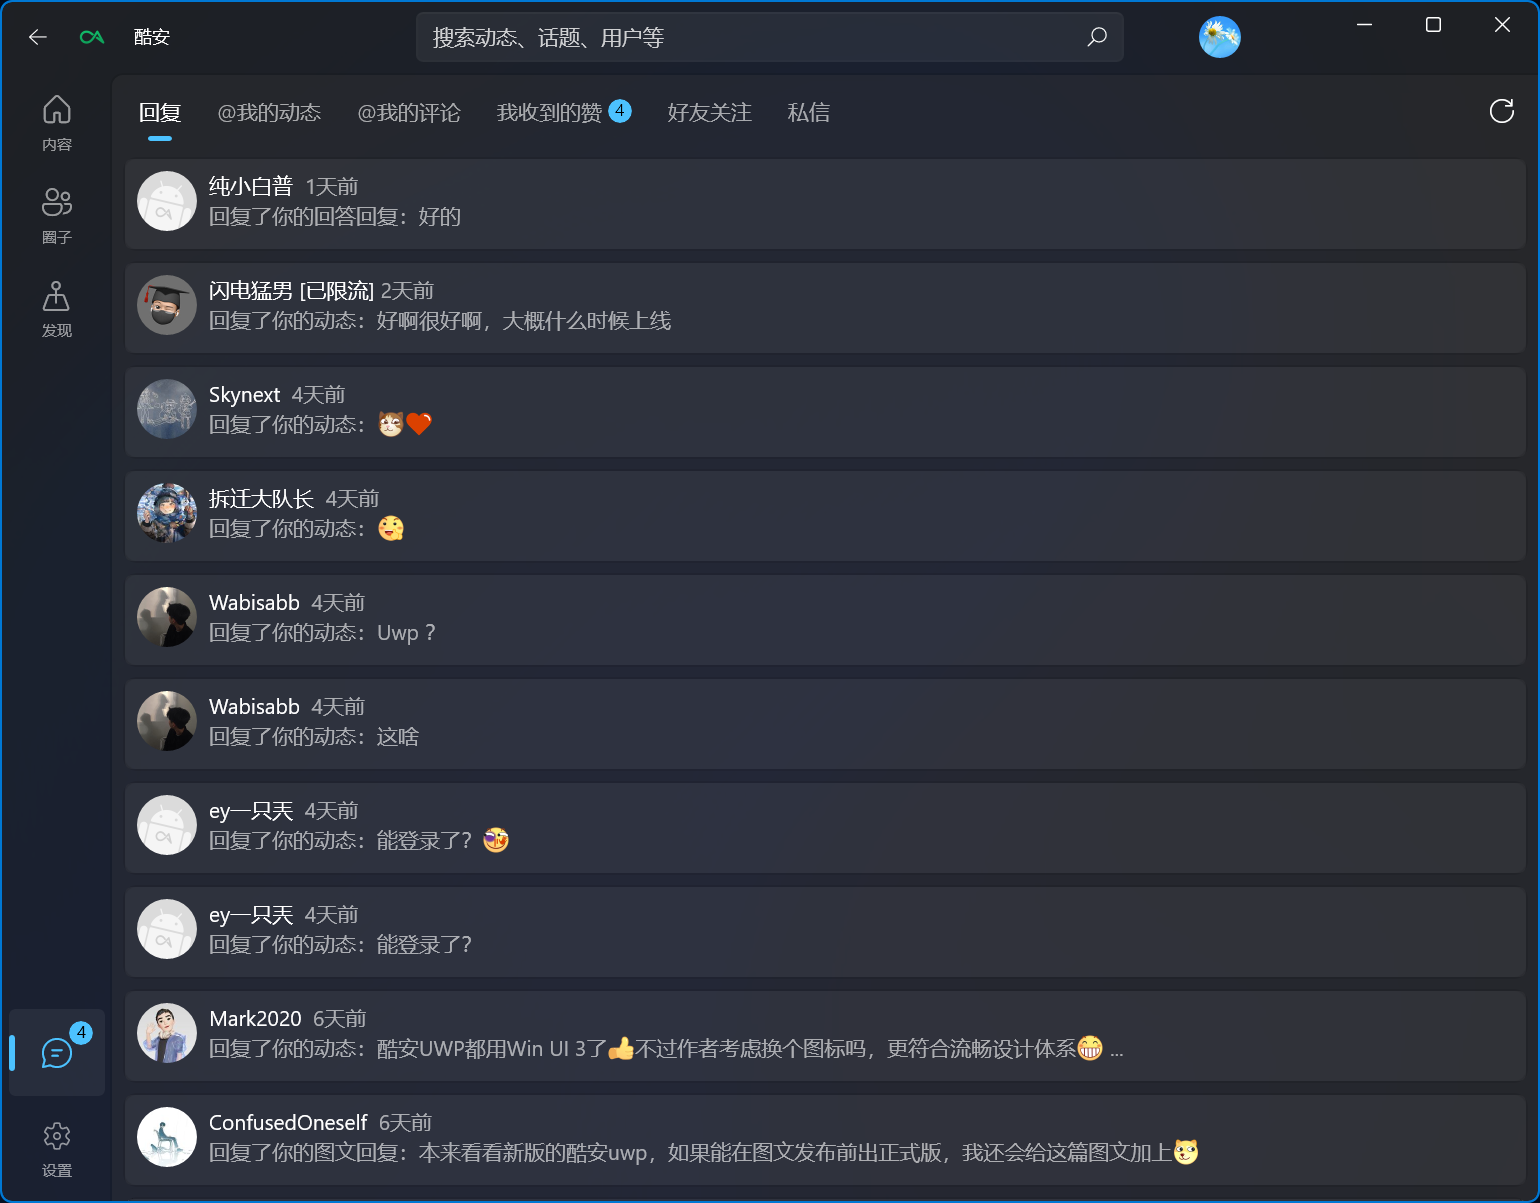 酷安
搜索动态、话题、用户等
内容
圈子
发现
回复 @我的动态 @我的评论 我收到的赞 4 好友关注 私信
纯小白普 1天前
回复了你的回答回复：好的
闪电猛男 [已限流] 2天前
回复了你的动态：好啊很好啊，大概什么时候上线
Skynext 4天前
回复了你的动态：🐱❤️
拆迁大队长 4天前
回复了你的动态：
Wabisabb 4天前
回复了你的动态：Uwp？
Wabisabb 4天前
回复了你的动态：这啥
ey一只兲 4天前
回复了你的动态：能登录了？
ey一只兲 4天前
回复了你的动态：能登录了？
Mark2020 6天前
回复了你的动态：酷安UWP都用Win UI 3了👍不过作者考虑换个图标吗，更符合流畅设计体系😁 ...
ConfusedOneself 6天前
回复了你的图文回复：本来看看新版的酷安uwp，如果能在图文发布前出正式版，我还会给这篇图文加上
4
设置